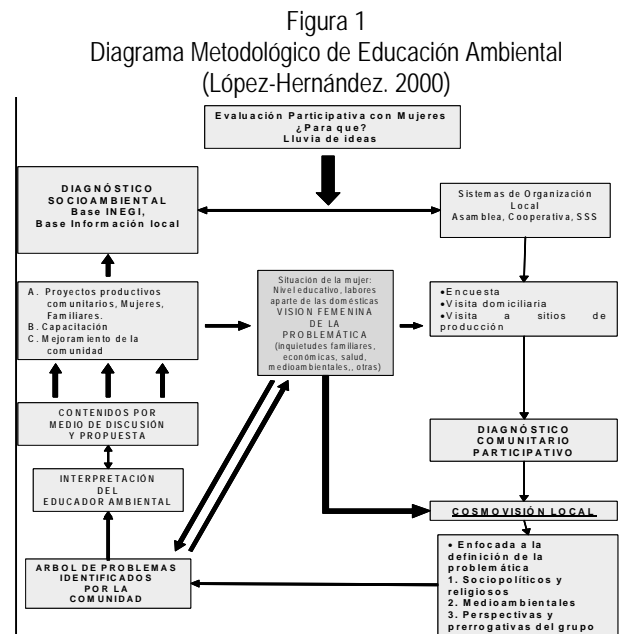 Figura 1
Diagrama Metodológico de Educación Ambiental
(López-Hernández. 2000)
Evaluación Participativa con Mujeres
¿Para que?
Lluvia de ideas
DIAGNÓSTICO
SOCIOAMBIENTAL
Base INEGI,
Base Información local
Sistemas de Organización
Local
Asamblea, Cooperativa, SSS
A. Proyectos productivos
comunitarios, Mujeres,
Familiares.
B. Capacitación
C. Mejoramiento de la
comunidad
Situación de la mujer:
Nivel educativo, labores
aparte de las domésticas
VISION FEMENINA
DE LA
PROBLEMÁTICA
(inquietudes familiares,
económicas, salud,
medioambientales,, otras)
•Encuesta
•Visita domiciliaria
•Visita a sitios de
producción
CONTENIDOS POR
MEDIO DE DISCUSIÓN
Y PROPUESTA
DIAGNÓSTICO
COMUNITARIO
PARTICIPATIVO
INTERPRETACIÓN
DEL
EDUCADOR AMBIENTAL
COSMOVISIÓN LOCAL
ARBOL DE PROBLEMAS
IDENTIFICADOS
POR LA
COMUNIDAD
• Enfocada a la
definición de la
problemática
1. Sociopolíticos y
religiosos
2. Medioambientales
3. Perspectivas y
prerrogativas del grupo